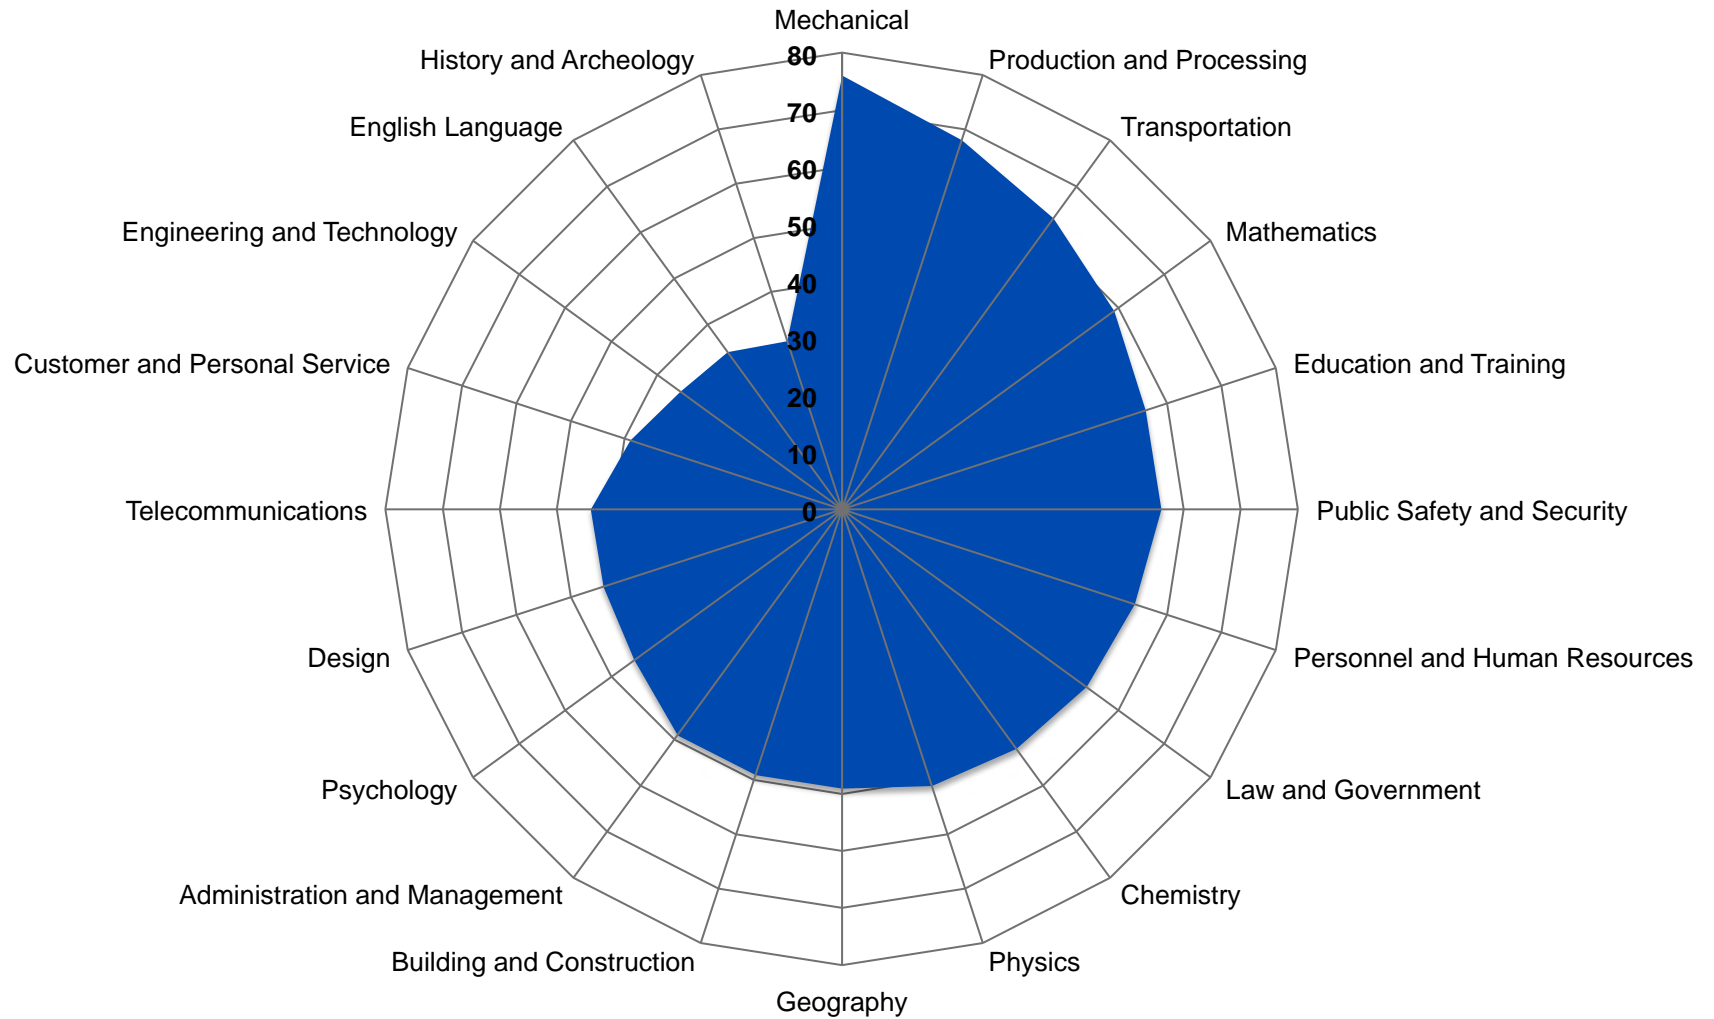 Mechanical
80
History and Archeology
Production and Processing
70
English Language
Transportation
60
Engineering and Technology
50
Mathematics
40
30
Customer and Personal Service
Education and Training
20
10
Telecommunications
0
Public Safety and Security
Design
Personnel and Human Resources
Psychology
Law and Government
Administration and Management
Chemistry
Building and Construction
Physics
Geography